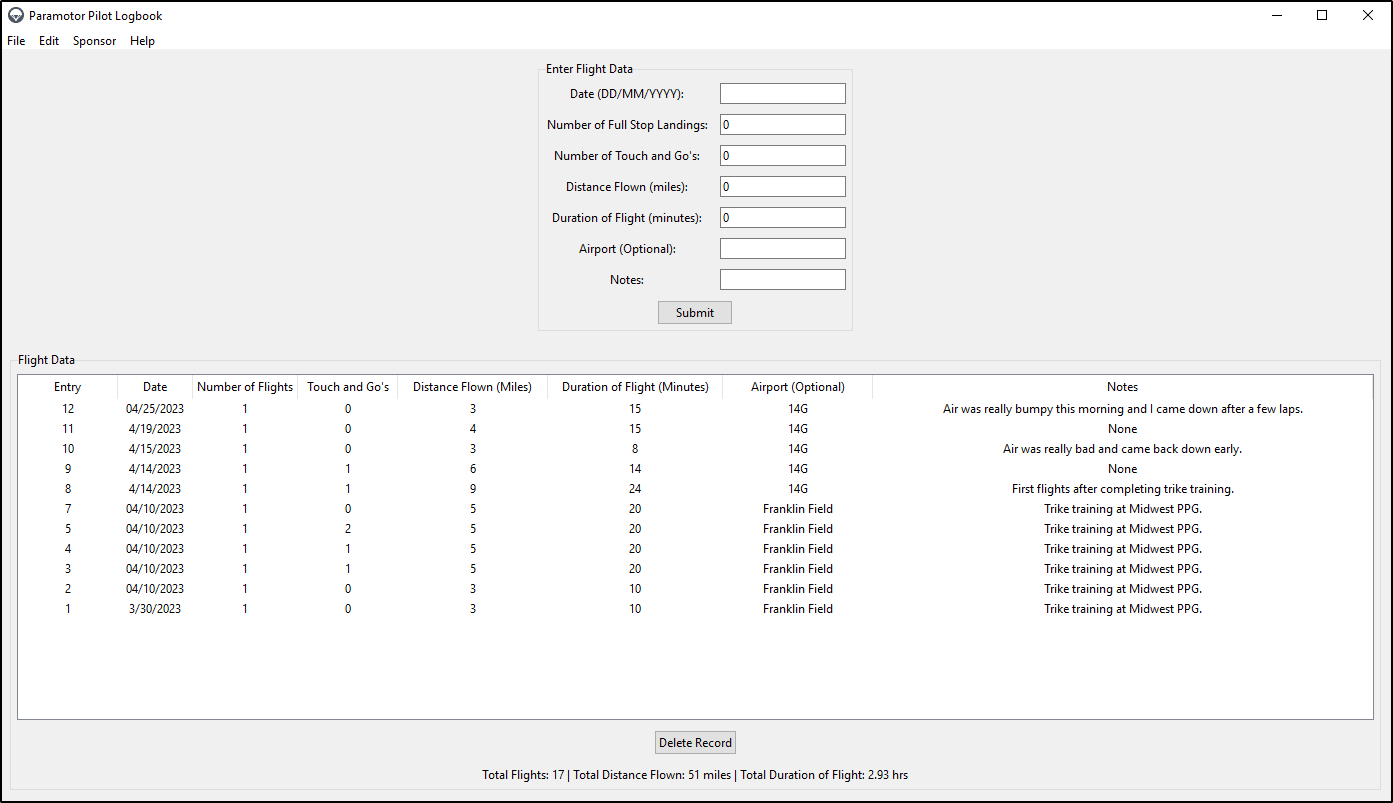 Paramotor Pilot Logbook
File Edit Sponsor Help
Enter Flight Data
Date (DD/MM/YYYY):
Number of Full Stop Landings: 0
Number of Touch and Go's: 0
Distance Flown (miles): 0
Duration of Flight (minutes): 0
Airport (Optional):
Notes:
Submit
Flight Data
Entry Date Number of Flights Touch and Go's Distance Flown (Miles) Duration of Flight (Minutes) Airport (Optional) Notes
12 04/25/2023 1 0 3 15 14G Air was really bumpy this morning and I came down after a few laps.
11 4/19/2023 1 0 4 15 14G None
10 4/15/2023 1 0 3 8 14G Air was really bad and came back down early.
9 4/14/2023 1 1 6 14 14G None
8 4/14/2023 1 1 9 24 14G First flights after completing trike training.
7 04/10/2023 1 0 5 20 Franklin Field Trike training at Midwest PPG.
5 04/10/2023 1 2 5 20 Franklin Field Trike training at Midwest PPG.
4 04/10/2023 1 1 5 20 Franklin Field Trike training at Midwest PPG.
3 04/10/2023 1 1 5 20 Franklin Field Trike training at Midwest PPG.
2 04/10/2023 1 0 3 10 Franklin Field Trike training at Midwest PPG.
1 3/30/2023 1 0 3 10 Franklin Field Trike training at Midwest PPG.
Delete Record
Total Flights: 17 | Total Distance Flown: 51 miles | Total Duration of Flight: 2.93 hrs